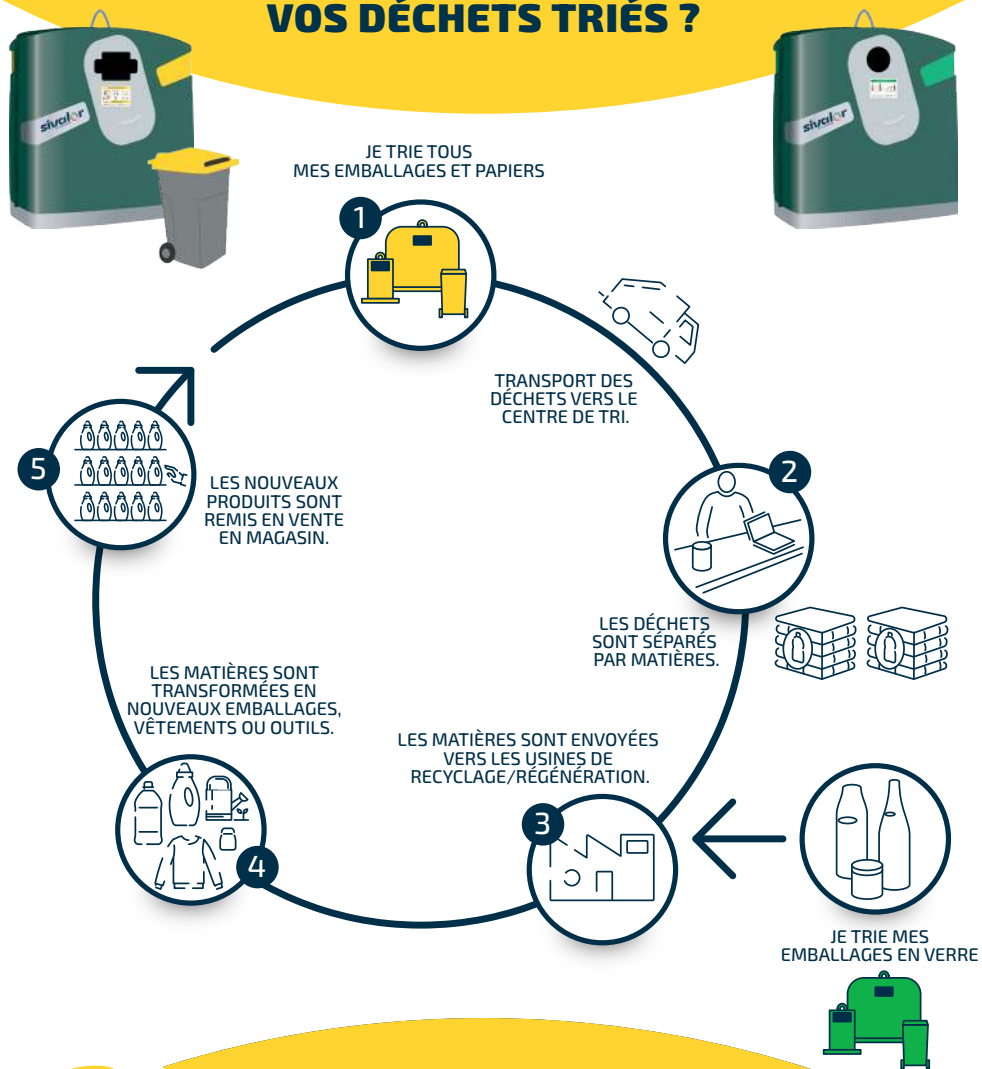 VOS DÉCHETS TRIÉS ?
sivalor
sivalor
JE TRIE TOUS
MES EMBALLAGES ET PAPIERS
1
TRANSPORT DES
DÉCHETS VERS LE
CENTRE DE TRI.
2
LES DÉCHETS
SONT SÉPARÉS
PAR MATIÈRES.
LES MATIÈRES SONT ENVOYÉES
VERS LES USINES DE
RECYCLAGE/RÉGÉNÉRATION.
3
JE TRIE MES
EMBALLAGES EN VERRE
LES MATIÈRES SONT
TRANSFORMÉES EN
NOUVEAUX EMBALLAGES,
VÊTEMENTS OU OUTILS.
4
5
LES NOUVEAUX
PRODUITS SONT
REMIS EN VENTE
EN MAGASIN.